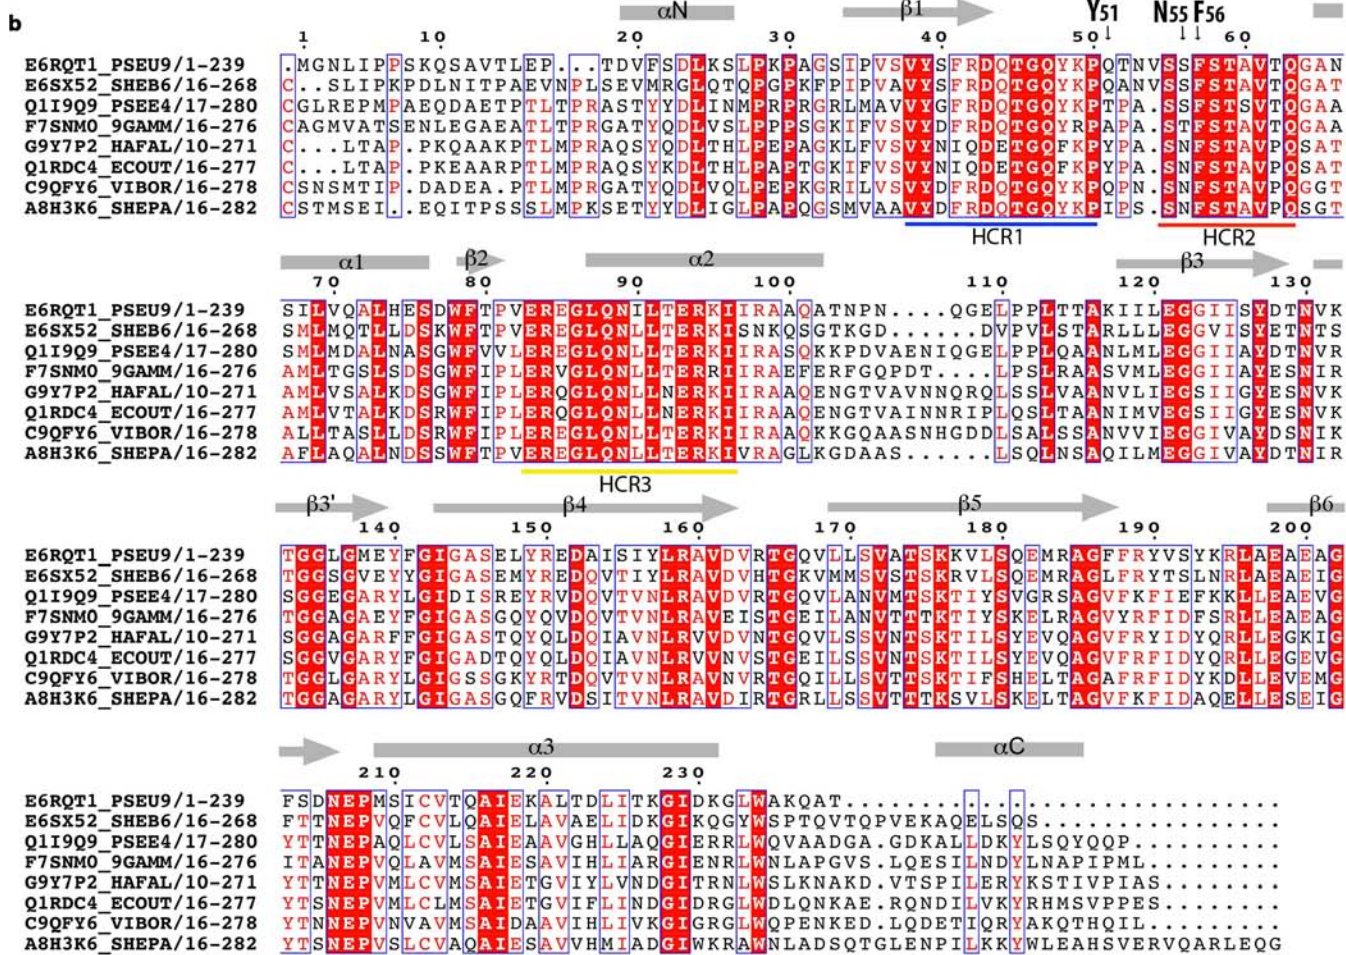 b
αN β1 Y51 N55 F56
1 10 20 30 40 50 60
E6RQT1_PSEU9/1-239 .MGNLIPPSKQSAVTLEP...TDVFSDLKSLPKPAGSIPVSVYSFRDQTGQYKPQTNVSSFSTAVTQGAN
E6SX52_SHEB6/16-268 C..SLIPKPDLNITPAEVNPLSEVMRGLQTQPGPKFPIPVAVYGFRDQTGQYKPQANVSSFSTAVTQGAT
Q1I9Q9_PSEE4/17-280 CGLREPMPAEQDAETPTLTPRASTYYDLINMPRPRGRLMAVVYGFRDQTGQYKPTPA.SSFSTSVTQGAA
F7SNM0_9GAMM/16-276 CAGMVATSENLEGAEATLTPRGATYQDLVSLPPPSGKIFVSVYDFRDQTGQYRPAPA.STFSTAVTQGAA
G9Y7P2_HAFAL/10-271 C...LTAP.PKQAAKPTLMPRAQSYQDLTHLPEPAGKLFVSVYNIQDETGQFKPYPA.SNFSTAVPQSAT
Q1RDC4_ECOUT/16-277 C...LTAP.PKEAARPTLMPRAQSYKDLTHLPAPTGKIFVSVYNIQDETGQFKPYPA.SNFSTAVPQSAT
C9QFY6_VIBOR/16-278 CSNSMTIP.DADEA.PTLMPRGATYQDLVQLPEPKGRILVSVYDFRDQTGQYKPQPN.SNFSTAVPQGGT
A8H3K6_SHEPA/16-282 CSTMSEI..EQITPSSSLMPKSETYYDLIGLPAPQGSMVAAVYDFRDQTGQYKPIPS.SNFSTAVPQSGT
HCR1 HCR2
α1 β2 α2 β3
70 80 90 100 110 120 130
E6RQT1_PSEU9/1-239 SILVQALHESDWFTPVEREGLQNILTERKIIRAAQATNPN....QGELPPLTTAKIILEGGIISYDTNVK
E6SX52_SHEB6/16-268 SMLMQTLLDSKWFTPVEREGLQNLLTERKIIRSNKQSGTKGD.....DVPVLSTARLLLEGGVISYETNTS
Q1I9Q9_PSEE4/17-280 SMLMDALNASGWFVVLEREGLQNLLTERKIIRASQKKPDVAENIQGELPPLQAANLMLEGGIIAYDTNVR
F7SNM0_9GAMM/16-276 AMLTGSLSDSGWFIPLEREGLQNLLTERRIIRAEFERFGQPDT....LPSLRAASVMLEGGIIAYESNIR
G9Y7P2_HAFAL/10-271 AMLVSALKDSGWFIPLERQGLQNLLNERKIIRAAQENGTVAVNNRQRQLSSLVAANVLIEGSIIGYESNVK
Q1RDC4_ECOUT/16-277 AMLVTALKDSRWFIPLERQGLQNLLNERKIIRAAQENGTVAINNRIPLQSLTAANIMVEGSIIGYESNVK
C9QFY6_VIBOR/16-278 ALLTASLLDSRWFIPLEREGLQNLLTERKIIRAAQKKGQAASNHGDDLSALSSANVVIEGGIVAYDSNIK
A8H3K6_SHEPA/16-282 AFLAQALNDSSWFTPVEREGLQNLLTERKIVRAGLKGDAAS......LSQLNSAQILMEGGIVAYDSNIR
HCR3
β3' β4 β5 β6
140 150 160 170 180 190 200
E6RQT1_PSEU9/1-239 TGGLGMEYFGIGASELYREDAISIYLRAVDVRTGQVLLSVATSKKVLSQEMRAGFFRYVSYKRLAEAEAG
E6SX52_SHEB6/16-268 TGGSGVEYYGIGASEMYREDQVTIYLRAVDVHTGKVMMSVSTSKRVLSQEMRAGLFRYTSLNRLAEAEIG
Q1I9Q9_PSEE4/17-280 SGGEGARYLGIDISREYRVDQVTVNLRAVDVRTGQVLANVMTSKTIYSVGRSAGVFKFIEFKKLLEAEVG
F7SNM0_9GAMM/16-276 TGGAGAEYFGIGASGQYQVDQVTVNLRAVEISTGEILANVTTTKTIYSKELRAGVYRFIDFSRLLEAEAG
G9Y7P2_HAFAL/10-271 SGGAGARFFGIGASTQYQLDQIAVNLRVVDVNTGQVLSSVNTSKTILSYEVQAGVFRYIDYQRLLEGKIG
Q1RDC4_ECOUT/16-277 SGGVGARYFGIGADTQYQLDQIAVNLRVVNVSTGEILSSVNTSKTILSYEVQAGVFRFIDYQRLLEGEVG
C9QFY6_VIBOR/16-278 TGGLGARYLGIGSSGKYRTDQVTVNLRAVNVRTGQILLSVTTSKTIFSHELTAGAFRFIDYKDLLEVEMG
A8H3K6_SHEPA/16-282 TGGAGARYLGIGASGQFRVDSITVNLRAVDIRTGRLLSSVTTTKSVLSKELTAGVFKFIDAQELLESEIG
α3 αC
210 220 230
E6RQT1_PSEU9/1-239 FSDNEPMSICVTQAIEKALTDLITKGIDKGLWAKQAT.............................
E6SX52_SHEB6/16-268 FTTNEPVQFCVLQAIELAVAELIDKGIKQGYWSPTQVTQPVEKAQELSQS................
Q1I9Q9_PSEE4/17-280 YTTNEPAQLCVLSAIEAAVGHLLAQGIEQRLWQVAADGA.GDKALLDKYLSQYQQP..........
F7SNM0_9GAMM/16-276 ITANEPVQLAVMSAIESAVIHLIARGIENRLWNLAPGVS.LQESILNDYLNAPIPML.........
G9Y7P2_HAFAL/10-271 YTTNEPVMLCVMSAIETGVIYLVNDGITRNLWSLKNAKD.VTSPILERYKSTIVPIAS........
Q1RDC4_ECOUT/16-277 YTSNEPVMLCLMSAIETGVIFLINDGIDRGLWDLQNKAE.RQNDILVKYRHMSVPPES........
C9QFY6_VIBOR/16-278 YTNNEPVNVAVMSAIDAAVIHLIVKGIGRGLWQPENKED.LQDETIQRYAKQTHQIL.........
A8H3K6_SHEPA/16-282 YTSNEPVSLCVAQAIESAVVHMIADGIWKRAWNLADSQTGLENPILKKYWLEAHSVERVQARLEQG